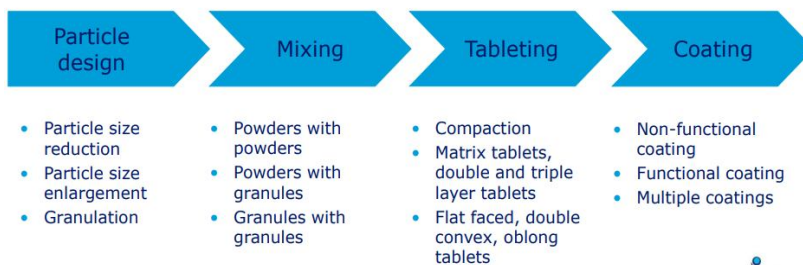 Particle
design
Mixing
Tableting
Coating
• Particle size
reduction
• Particle size
enlargement
• Granulation
• Powders with
powders
• Powders with
granules
• Granules with
granules
• Compaction
• Matrix tablets,
double and triple
layer tablets
• Flat faced, double
convex, oblong
tablets
• Non-functional
coating
• Functional coating
• Multiple coatings